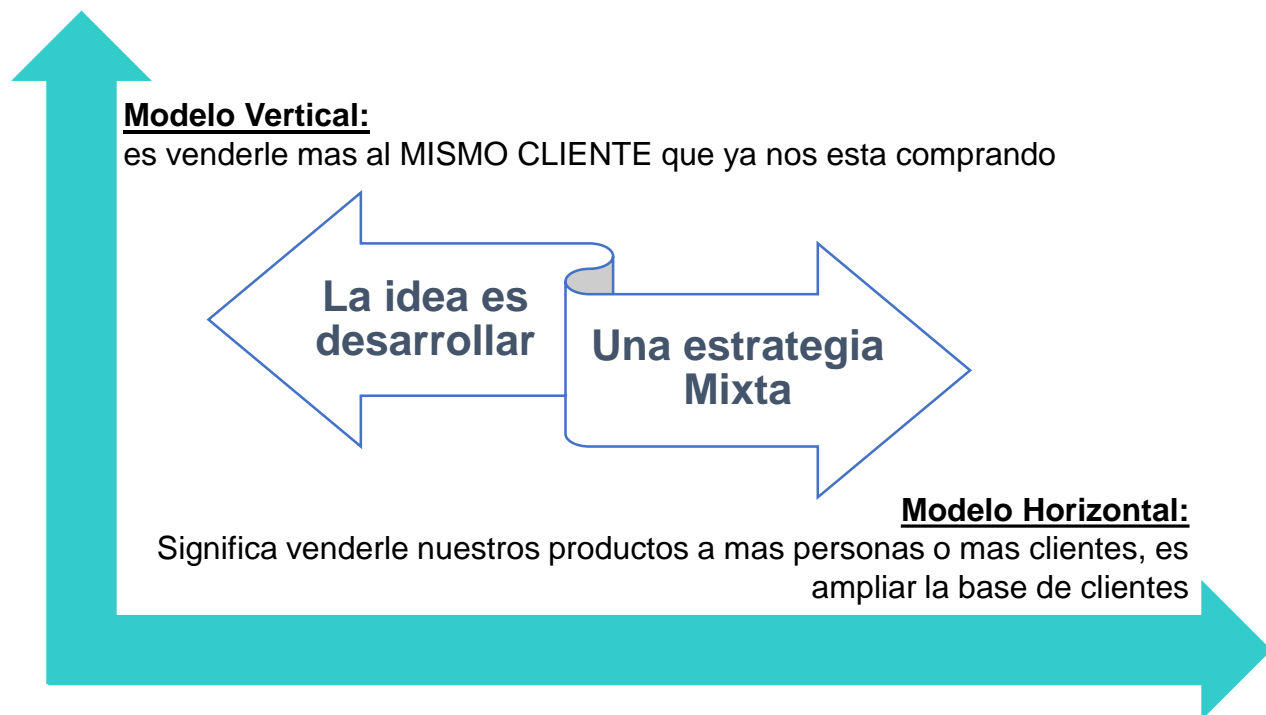 Modelo Vertical:
es venderle mas al MISMO CLIENTE que ya nos esta comprando
La idea es
desarrollar
Una estrategia
Mixta
Modelo Horizontal:
Significa venderle nuestros productos a mas personas o mas clientes, es
ampliar la base de clientes